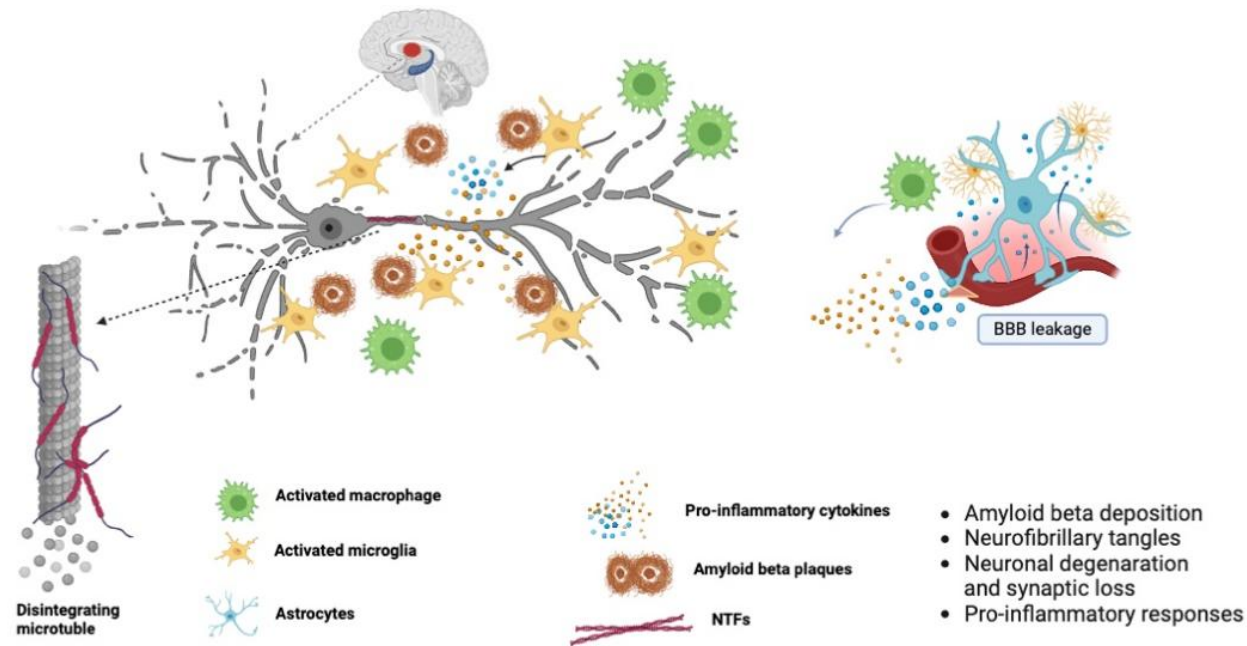 BBB leakage
Activated macrophage
Activated microglia
Astrocytes
Disintegrating
microtuble
Pro-inflammatory cytokines
Amyloid beta plaques
NTFs
• Amyloid beta deposition
• Neurofibrillary tangles
• Neuronal degenaration
and synaptic loss
• Pro-inflammatory responses